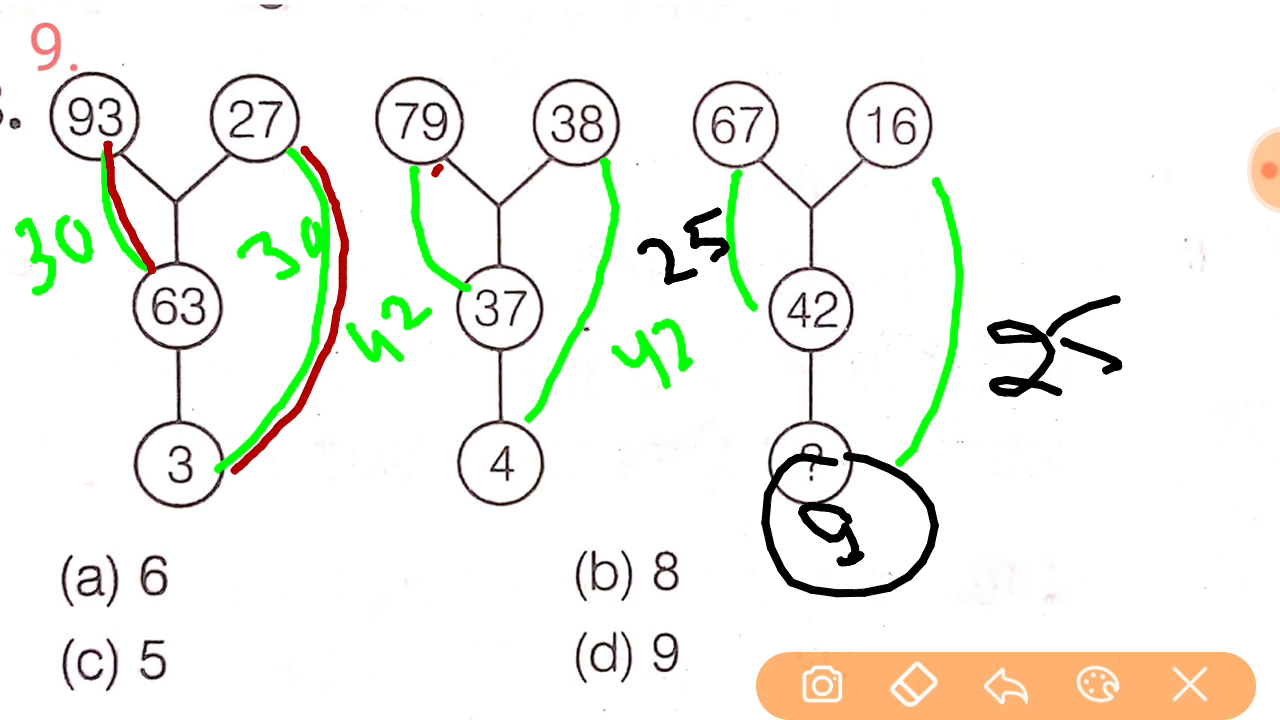 9.
93 27 79 38 67 16
30 30 42 42 25 25
63 37 42
3 4 ?
9
(a) 6 (b) 8
(c) 5 (d) 9